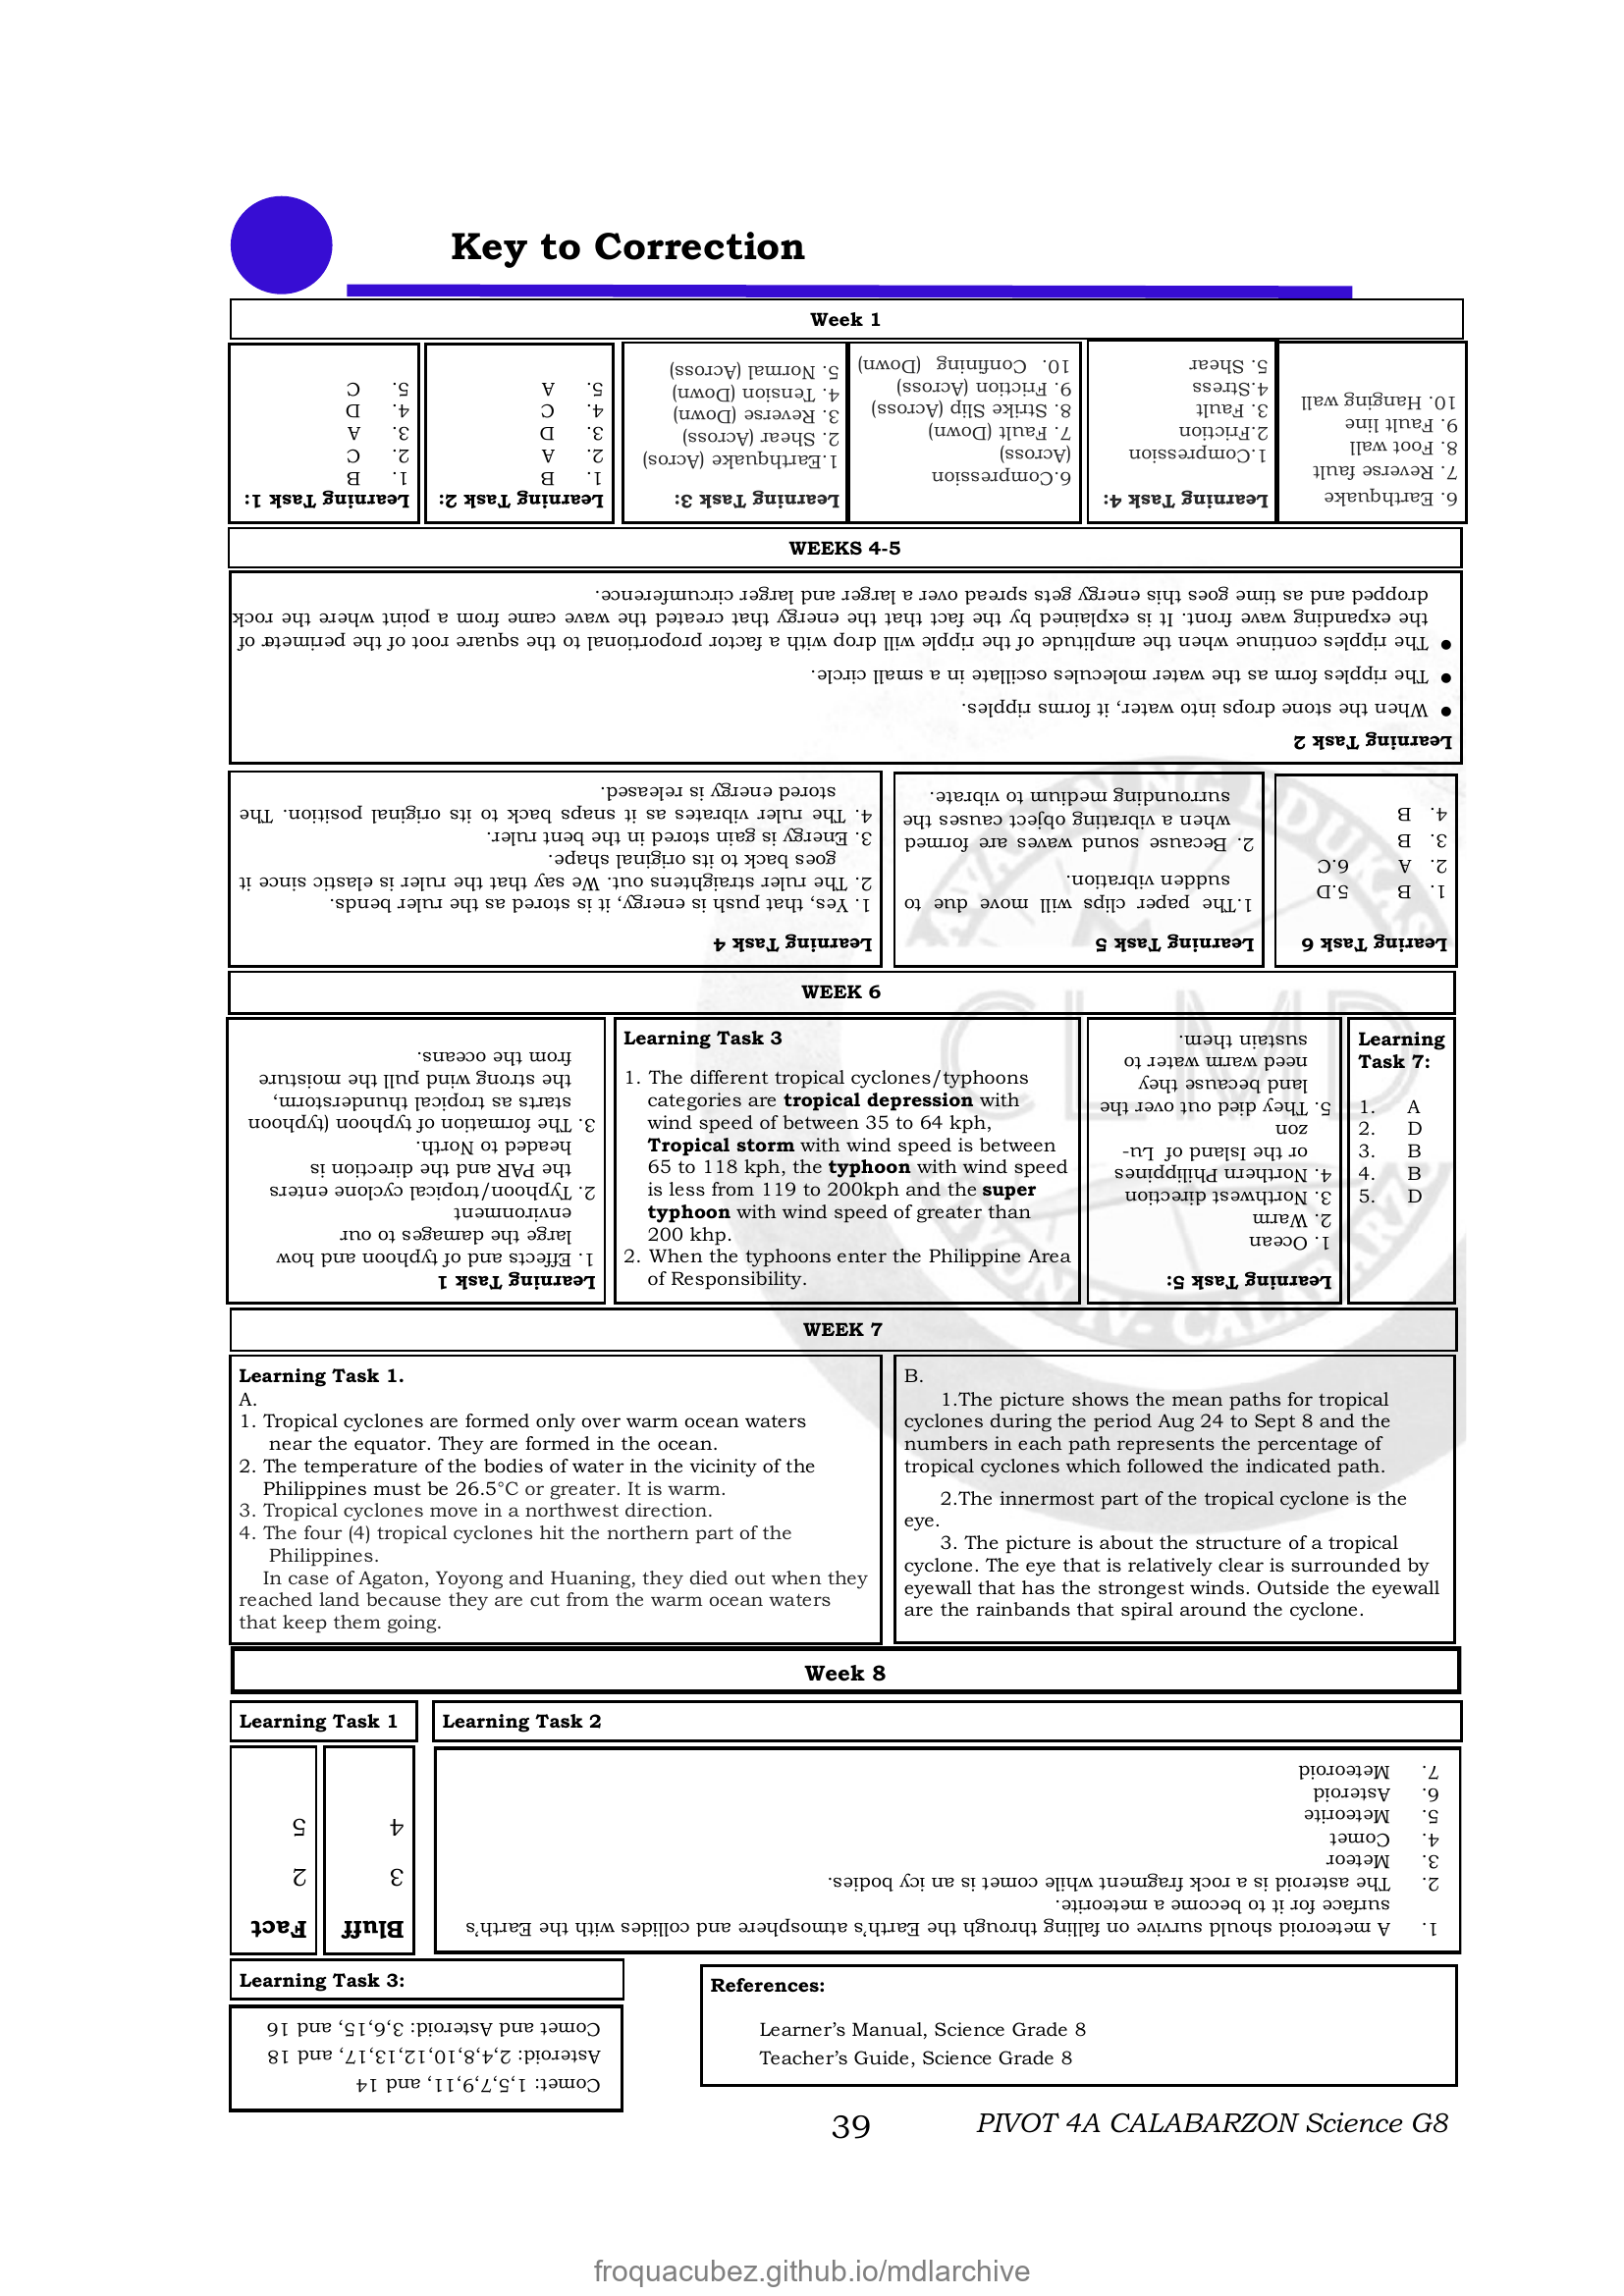 Key to Correction
Week 1
Learning Task 1:
1. B
2. C
3. A
4. D
5. C
Learning Task 2:
1. B
2. A
3. D
4. C
5. A
Learning Task 3:
1.Earthquake (Acros)
2. Shear (Across)
3. Reverse (Down)
4. Tension (Down)
5. Normal (Across)
6.Compression
(Across)
7. Fault (Down)
8. Strike Slip (Across)
9. Friction (Across)
10. Confining (Down)
Learning Task 4:
1.Compression
2.Friction
3. Fault
4.Stress
5. Shear
6. Earthquake
7. Reverse fault
8. Foot wall
9. Fault line
10. Hanging wall
WEEKS 4-5
Learning Task 2
● When the stone drops into water, it forms ripples.
● The ripples form as the water molecules oscillate in a small circle.
● The ripples continue when the amplitude of the ripple will drop with a factor proportional to the square root of the perimeter of
the expanding wave front. It is explained by the fact that the energy that created the wave came from a point where the rock
dropped and as time goes this energy gets spread over a larger and larger circumference.
Learning Task 4
1. Yes, that push is energy, it is stored as the ruler bends.
2. The ruler straightens out. We say that the ruler is elastic since it
goes back to its original shape.
3. Energy is gain stored in the bent ruler.
4. The ruler vibrates as it snaps back to its original position. The
stored energy is released.
Learning Task 5
1.The paper clips will move due to
sudden vibration.
2. Because sound waves are formed
when a vibrating object causes the
surrounding medium to vibrate.
Learing Task 6
1. B 5.D
2. A 6.C
3. B
4. B
WEEK 6
Learning Task 1
1. Effects and of typhoon and how
large the damages to our
environment
2. Typhoon/tropical cyclone enters
the PAR and the direction is
headed to North.
3. The formation of typhoon (typhoon
starts as tropical thunderstorm,
the strong wind pull the moisture
from the oceans.
Learning Task 3
1. The different tropical cyclones/typhoons
categories are tropical depression with
wind speed of between 35 to 64 kph,
Tropical storm with wind speed is between
65 to 118 kph, the typhoon with wind speed
is less from 119 to 200kph and the super
typhoon with wind speed of greater than
200 khp.
2. When the typhoons enter the Philippine Area
of Responsibility.
Learning Task 5:
1. Ocean
2. Warm
3. Northwest direction
4. Northern Philippines
or the Island of Lu-
zon
5. They died out over the
land because they
need warm water to
sustain them.
Learning
Task 7:
1. A
2. D
3. B
4. B
5. D
WEEK 7
Learning Task 1.
A.
1. Tropical cyclones are formed only over warm ocean waters
near the equator. They are formed in the ocean.
2. The temperature of the bodies of water in the vicinity of the
Philippines must be 26.5°C or greater. It is warm.
3. Tropical cyclones move in a northwest direction.
4. The four (4) tropical cyclones hit the northern part of the
Philippines.
In case of Agaton, Yoyong and Huaning, they died out when they
reached land because they are cut from the warm ocean waters
that keep them going.
B.
1.The picture shows the mean paths for tropical
cyclones during the period Aug 24 to Sept 8 and the
numbers in each path represents the percentage of
tropical cyclones which followed the indicated path.
2.The innermost part of the tropical cyclone is the
eye.
3. The picture is about the structure of a tropical
cyclone. The eye that is relatively clear is surrounded by
eyewall that has the strongest winds. Outside the eyewall
are the rainbands that spiral around the cyclone.
Week 8
Learning Task 1
Fact
2
5
Bluff
3
4
Learning Task 2
1. A meteoroid should survive on falling through the Earth's atmosphere and collides with the Earth's
surface for it to become a meteorite.
2. The asteroid is a rock fragment while comet is an icy bodies.
3. Meteor
4. Comet
5. Meteorite
6. Asteroid
7. Meteoroid
Learning Task 3:
Comet: 1,5,7,9,11, and 14
Asteroid: 2,4,8,10,12,13,17, and 18
Comet and Asteroid: 3,6,15, and 16
References:
Learner's Manual, Science Grade 8
Teacher's Guide, Science Grade 8
CLMD
39
PIVOT 4A CALABARZON Science G8
froquacubez.github.io/mdlarchive